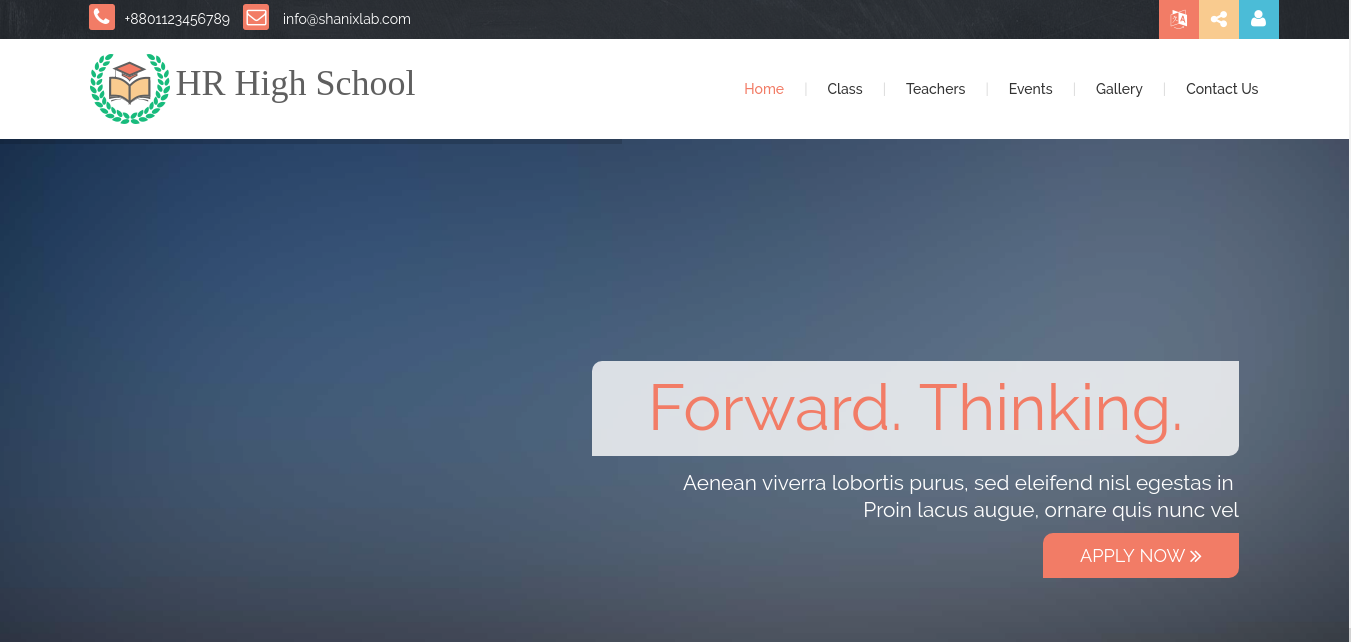 +8801123456789 info@shanixlab.com
HR High School
Home | Class | Teachers | Events | Gallery | Contact Us
Forward. Thinking.
Aenean viverra lobortis purus, sed eleifend nisl egestas in
Proin lacus augue, ornare quis nunc vel
APPLY NOW »